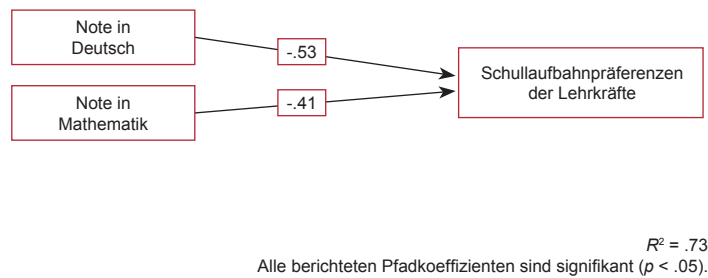 Note in
Deutsch
-.53
Schullaufbahnpräferenzen
der Lehrkräfte
Note in
Mathematik
-.41
R² = .73
Alle berichteten Pfadkoeffizienten sind signifikant (p < .05).